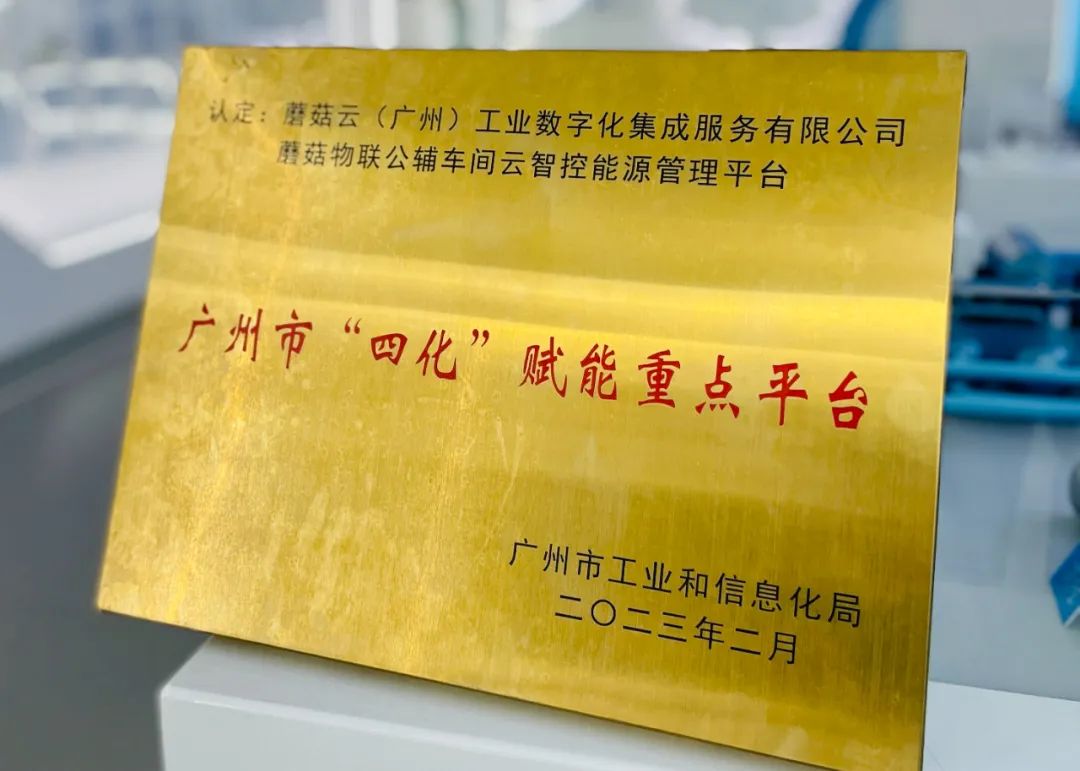 认定：蘑菇云（广州）工业数字化集成服务有限公司
蘑菇物联公辅车间云智控能源管理平台
广州市“四化”赋能重点平台
广州市工业和信息化局
二〇二三年二月